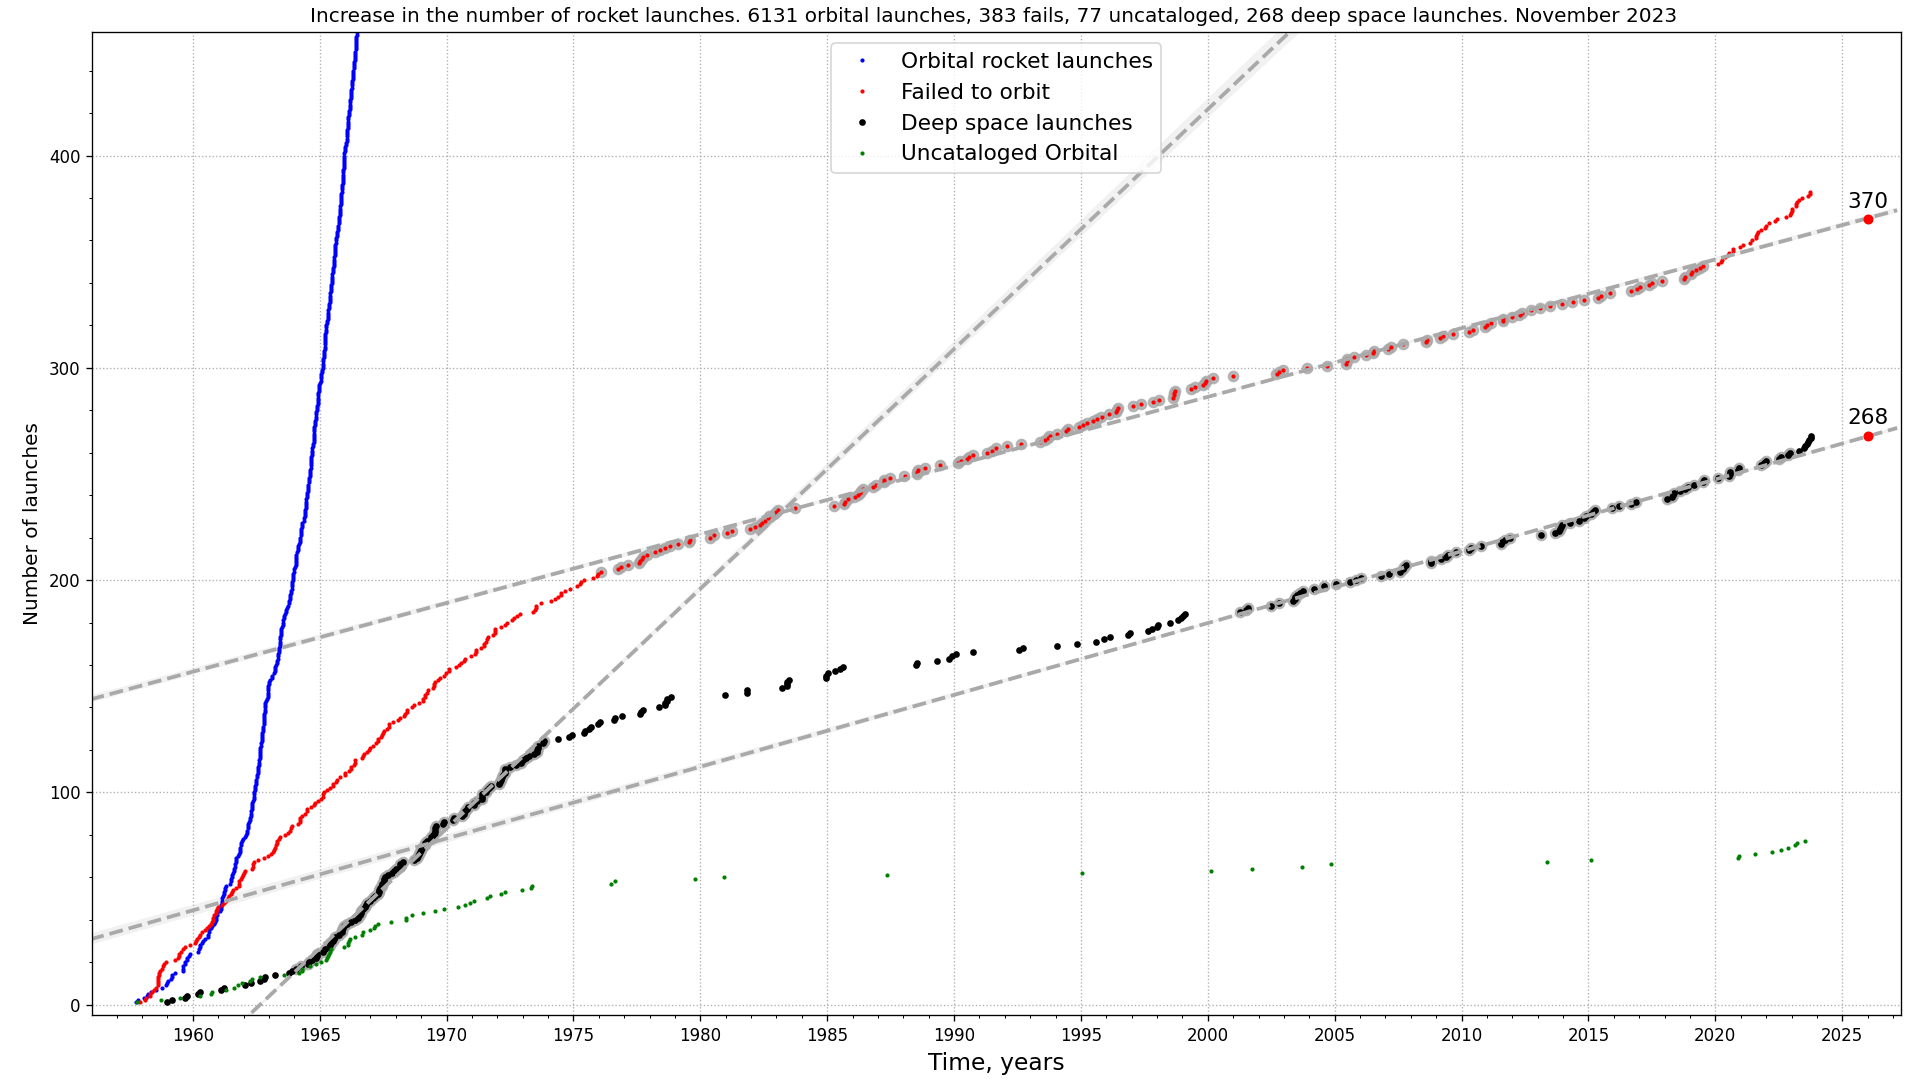 Increase in the number of rocket launches. 6131 orbital launches, 383 fails, 77 uncataloged, 268 deep space launches. November 2023
Orbital rocket launches
Failed to orbit
Deep space launches
Uncataloged Orbital
370
268
Number of launches
400
300
200
100
0
1960 1965 1970 1975 1980 1985 1990 1995 2000 2005 2010 2015 2020 2025
Time, years